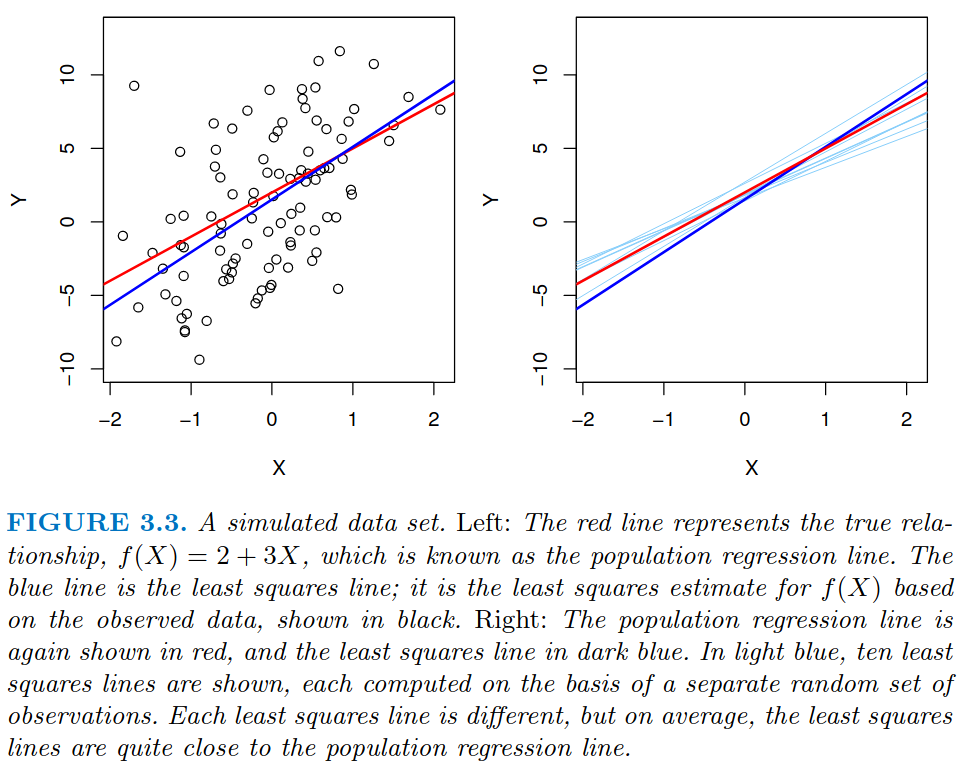 10
5
0
−5
−10
Y
−2 −1 0 1 2
X
10
5
0
−5
−10
Y
−2 −1 0 1 2
X
FIGURE 3.3. A simulated data set. Left: The red line represents the true rela-
tionship, f(X) = 2 + 3X, which is known as the population regression line. The
blue line is the least squares line; it is the least squares estimate for f(X) based
on the observed data, shown in black. Right: The population regression line is
again shown in red, and the least squares line in dark blue. In light blue, ten least
squares lines are shown, each computed on the basis of a separate random set of
observations. Each least squares line is different, but on average, the least squares
lines are quite close to the population regression line.